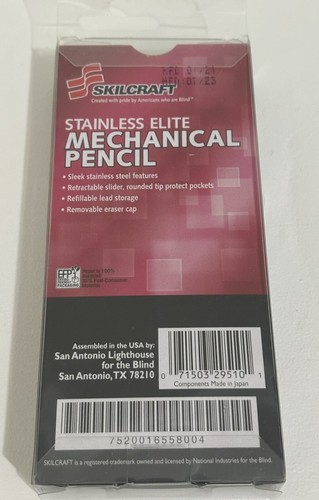 SKILCRAFT
Created with pride by Americans who are Blind™
STAINLESS ELITE
MECHANICAL
PENCIL
• Sleek stainless steel features
• Retractable slider, rounded tip protect pockets
• Refillable lead storage
• Removable eraser cap
Assembled in the USA by:
San Antonio Lighthouse
for the Blind
San Antonio, TX 78210
0 71503 29510 1
Components Made in Japan
7520016558004
SKILCRAFT is a registered trademark owned and licensed by National Industries for the Blind.